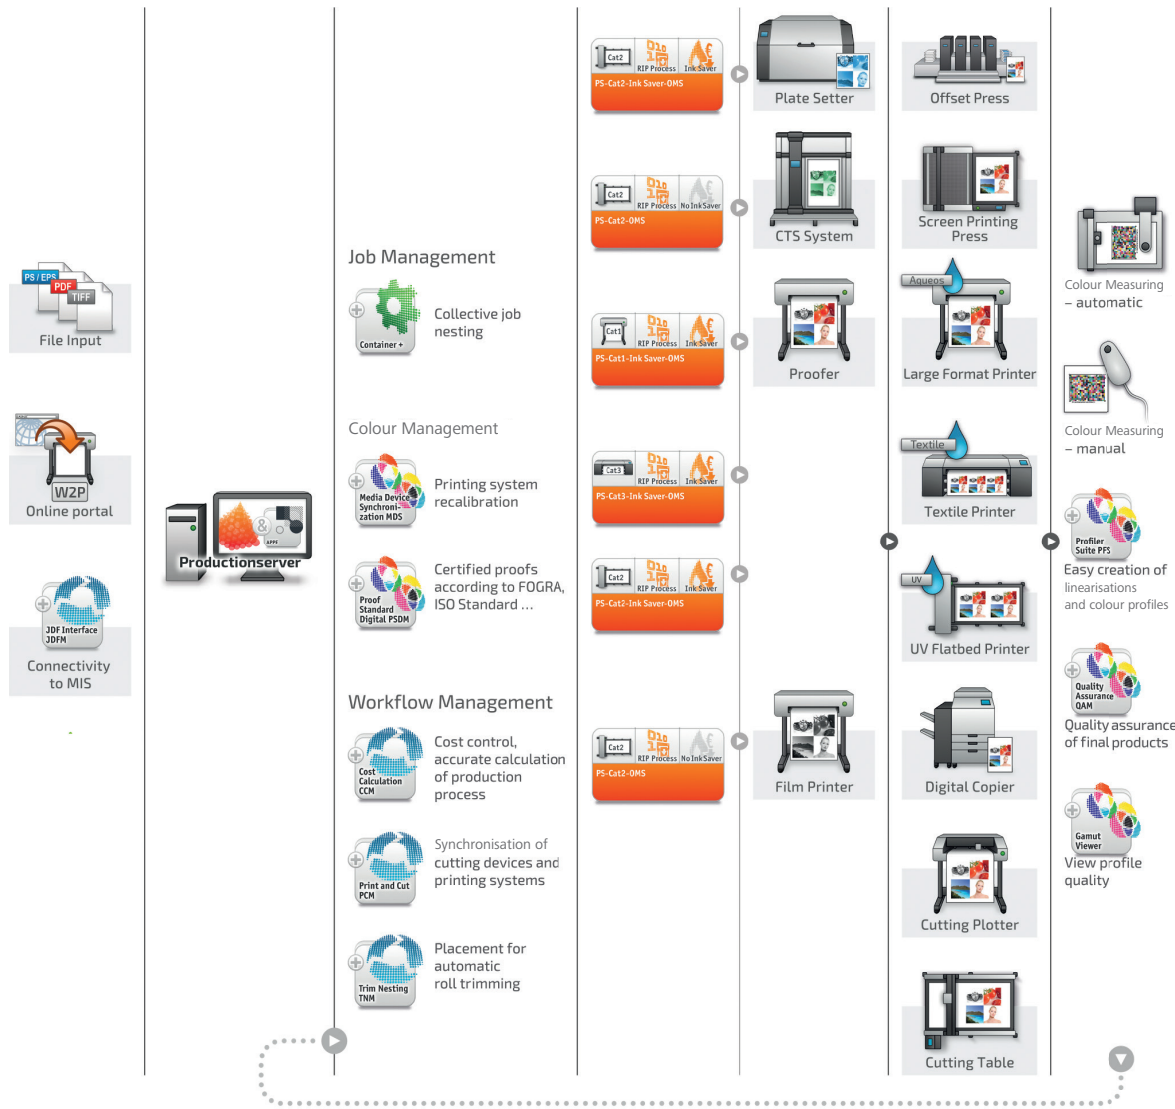 PS / EPS
PDF
TIFF
File Input
W2P
Online portal
JDF Interface
JDFM
Connectivity
to MIS
&
APPE
Productionserver
Job Management
Container +
Collective job
nesting
Colour Management
Media Device
Synchroni-
zation MDS
Printing system
recalibration
Proof
Standard
Digital PSDM
Certified proofs
according to FOGRA,
ISO Standard ...
Workflow Management
Cost
Calculation
CCM
Cost control,
accurate calculation
of production
process
Print and Cut
PCM
Synchronisation of
cutting devices and
printing systems
Trim Nesting
TNM
Placement for
automatic
roll trimming
Cat2
RIP Process
Ink Saver
PS-Cat2-Ink Saver-OMS
Cat2
RIP Process
No InkSaver
PS-Cat2-OMS
Cat1
RIP Process
Ink Saver
PS-Cat1-Ink Saver-OMS
Cat3
RIP Process
Ink Saver
PS-Cat3-Ink Saver-OMS
Cat2
RIP Process
Ink Saver
PS-Cat2-Ink Saver-OMS
Cat2
RIP Process
No InkSaver
PS-Cat2-OMS
Plate Setter
CTS System
Proofer
Film Printer
Offset Press
Screen Printing
Press
Aqueos
Large Format Printer
Textile
Textile Printer
UV
UV Flatbed Printer
Digital Copier
Cutting Plotter
Cutting Table
Colour Measuring
– automatic
Colour Measuring
– manual
Profiler
Suite PFS
Easy creation of
linearisations
and colour profiles
Quality
Assurance
QAM
Quality assurance
of final products
Gamut
Viewer
View profile
quality